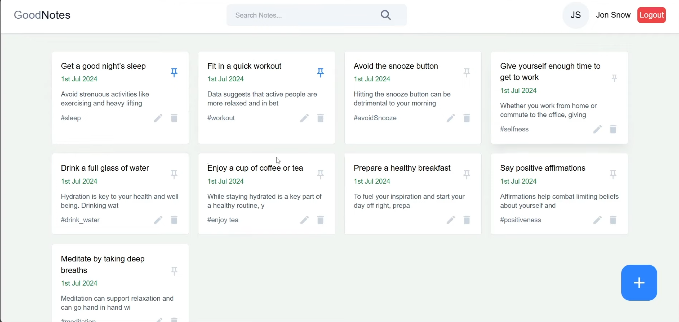 GoodNotes
Search Notes...
JS
Jon Snow
Logout
Get a good night's sleep
1st Jul 2024
Avoid strenuous activities like
exercising and heavy lifting
#sleep
Fit in a quick workout
1st Jul 2024
Data suggests that active people are
more relaxed and in bet
#workout
Avoid the snooze button
1st Jul 2024
Hitting the snooze button can be
detrimental to your morning
#avoidSnooze
Give yourself enough time to
get to work
1st Jul 2024
Whether you work from home or
commute to the office, giving
#selfness
Drink a full glass of water
1st Jul 2024
Hydration is key to your health and well
being. Drinking wat
#drink_water
Enjoy a cup of coffee or tea
1st Jul 2024
While staying hydrated is a key part of
a healthy routine, y
#enjoy tea
Prepare a healthy breakfast
1st Jul 2024
To fuel your inspiration and start your
day off right, prepa
Say positive affirmations
1st Jul 2024
Affirmations help combat limiting beliefs
about yourself and
#positiveness
Meditate by taking deep
breaths
1st Jul 2024
Meditation can support relaxation and
can go hand in hand wi
#meditation